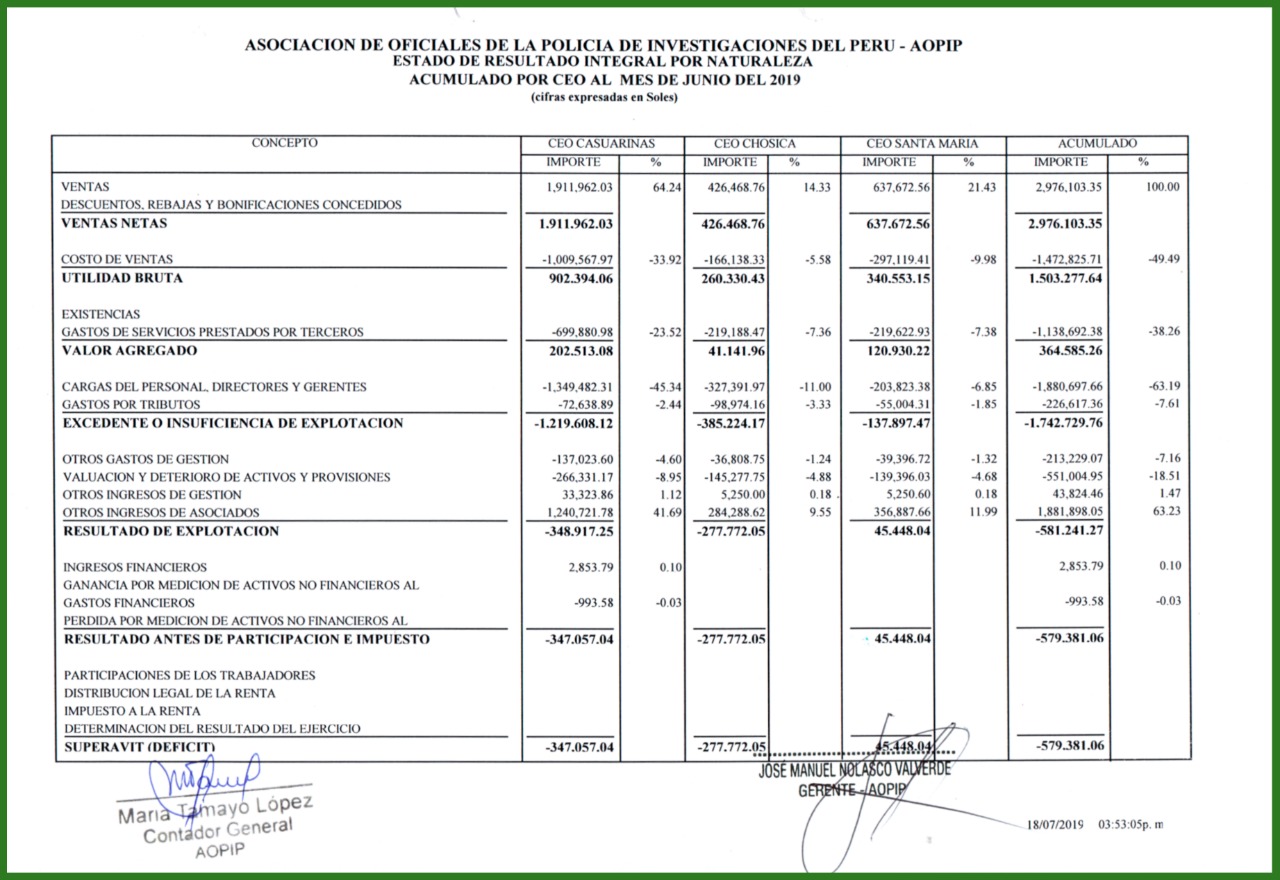 ASOCIACION DE OFICIALES DE LA POLICIA DE INVESTIGACIONES DEL PERU - AOPIP
ESTADO DE RESULTADO INTEGRAL POR NATURALEZA
ACUMULADO POR CEO AL MES DE JUNIO DEL 2019
(cifras expresadas en Soles)
CONCEPTO CEO CASUARINAS CEO CHOSICA CEO SANTA MARIA ACUMULADO
IMPORTE % IMPORTE % IMPORTE % IMPORTE %
VENTAS 1,911,962.03 64.24 426,468.76 14.33 637,672.56 21.43 2,976,103.35 100.00
DESCUENTOS, REBAJAS Y BONIFICACIONES CONCEDIDOS
VENTAS NETAS 1.911.962.03 426.468.76 637.672.56 2.976.103.35
COSTO DE VENTAS -1,009,567.97 -33.92 -166,138.33 -5.58 -297,119.41 -9.98 -1,472,825.71 -49.49
UTILIDAD BRUTA 902.394.06 260.330.43 340.553.15 1.503.277.64
EXISTENCIAS
GASTOS DE SERVICIOS PRESTADOS POR TERCEROS -699,880.98 -23.52 -219,188.47 -7.36 -219,622.93 -7.38 -1,138,692.38 -38.26
VALOR AGREGADO 202.513.08 41.141.96 120.930.22 364.585.26
CARGAS DEL PERSONAL, DIRECTORES Y GERENTES -1,349,482.31 -45.34 -327,391.97 -11.00 -203,823.38 -6.85 -1,880,697.66 -63.19
GASTOS POR TRIBUTOS -72,638.89 -2.44 -98,974.16 -3.33 -55,004.31 -1.85 -226,617.36 -7.61
EXCEDENTE O INSUFICIENCIA DE EXPLOTACION -1.219.608.12 -385.224.17 -137.897.47 -1.742.729.76
OTROS GASTOS DE GESTION -137,023.60 -4.60 -36,808.75 -1.24 -39,396.72 -1.32 -213,229.07 -7.16
VALUACION Y DETERIORO DE ACTIVOS Y PROVISIONES -266,331.17 -8.95 -145,277.75 -4.88 -139,396.03 -4.68 -551,004.95 -18.51
OTROS INGRESOS DE GESTION 33,323.86 1.12 5,250.00 0.18 5,250.60 0.18 43,824.46 1.47
OTROS INGRESOS DE ASOCIADOS 1,240,721.78 41.69 284,288.62 9.55 356,887.66 11.99 1,881,898.05 63.23
RESULTADO DE EXPLOTACION -348.917.25 -277.772.05 45.448.04 -581.241.27
INGRESOS FINANCIEROS 2,853.79 0.10 2,853.79 0.10
GANANCIA POR MEDICION DE ACTIVOS NO FINANCIEROS AL
GASTOS FINANCIEROS -993.58 -0.03 -993.58 -0.03
PERDIDA POR MEDICION DE ACTIVOS NO FINANCIEROS AL
RESULTADO ANTES DE PARTICIPACION E IMPUESTO -347.057.04 -277.772.05 45.448.04 -579.381.06
PARTICIPACIONES DE LOS TRABAJADORES
DISTRIBUCION LEGAL DE LA RENTA
IMPUESTO A LA RENTA
DETERMINACION DEL RESULTADO DEL EJERCICIO
SUPERAVIT (DEFICIT) -347.057.04 -277.772.05 45.448.04 -579.381.06
JOSE MANUEL NOLASCO VALVERDE
GERENTE - AOPIP
María Tamayo López
Contador General
AOPIP
18/07/2019 03:53:05p. m